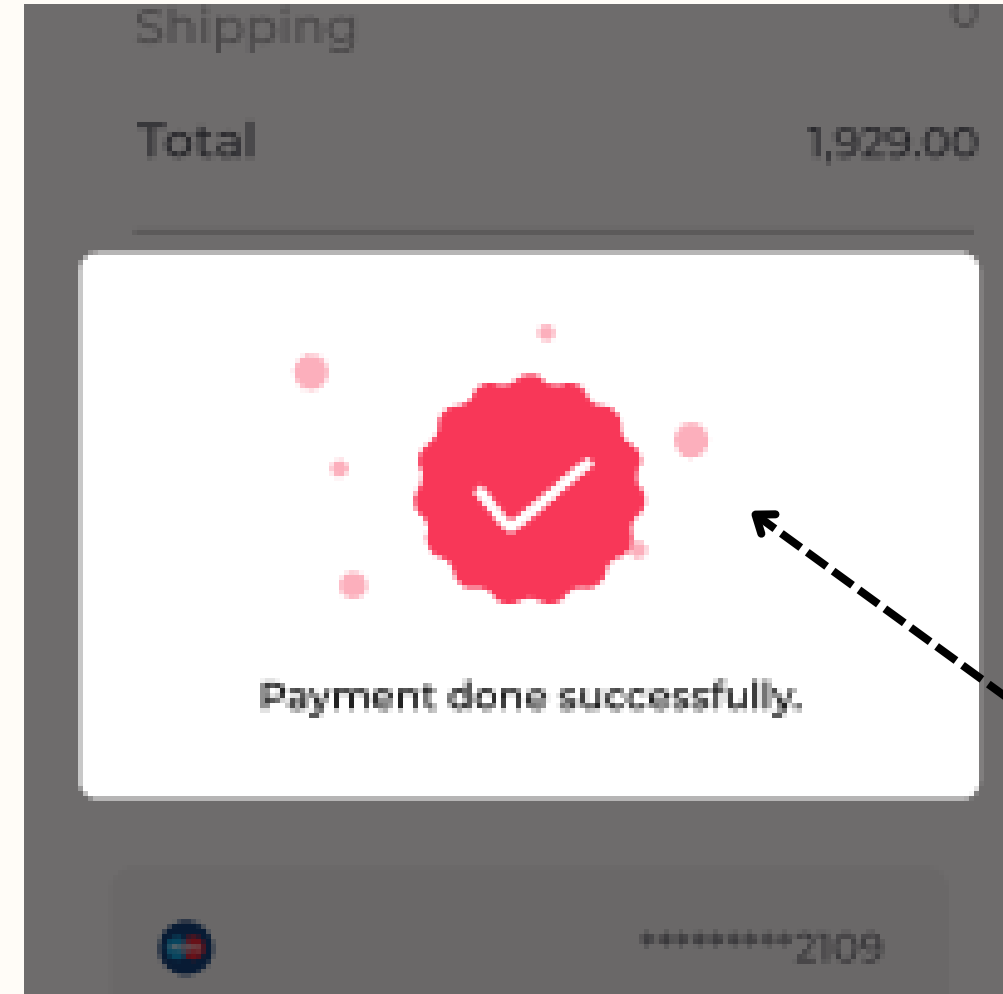 Shipping 0
Total 1,929.00
Payment done successfully.
*********2109